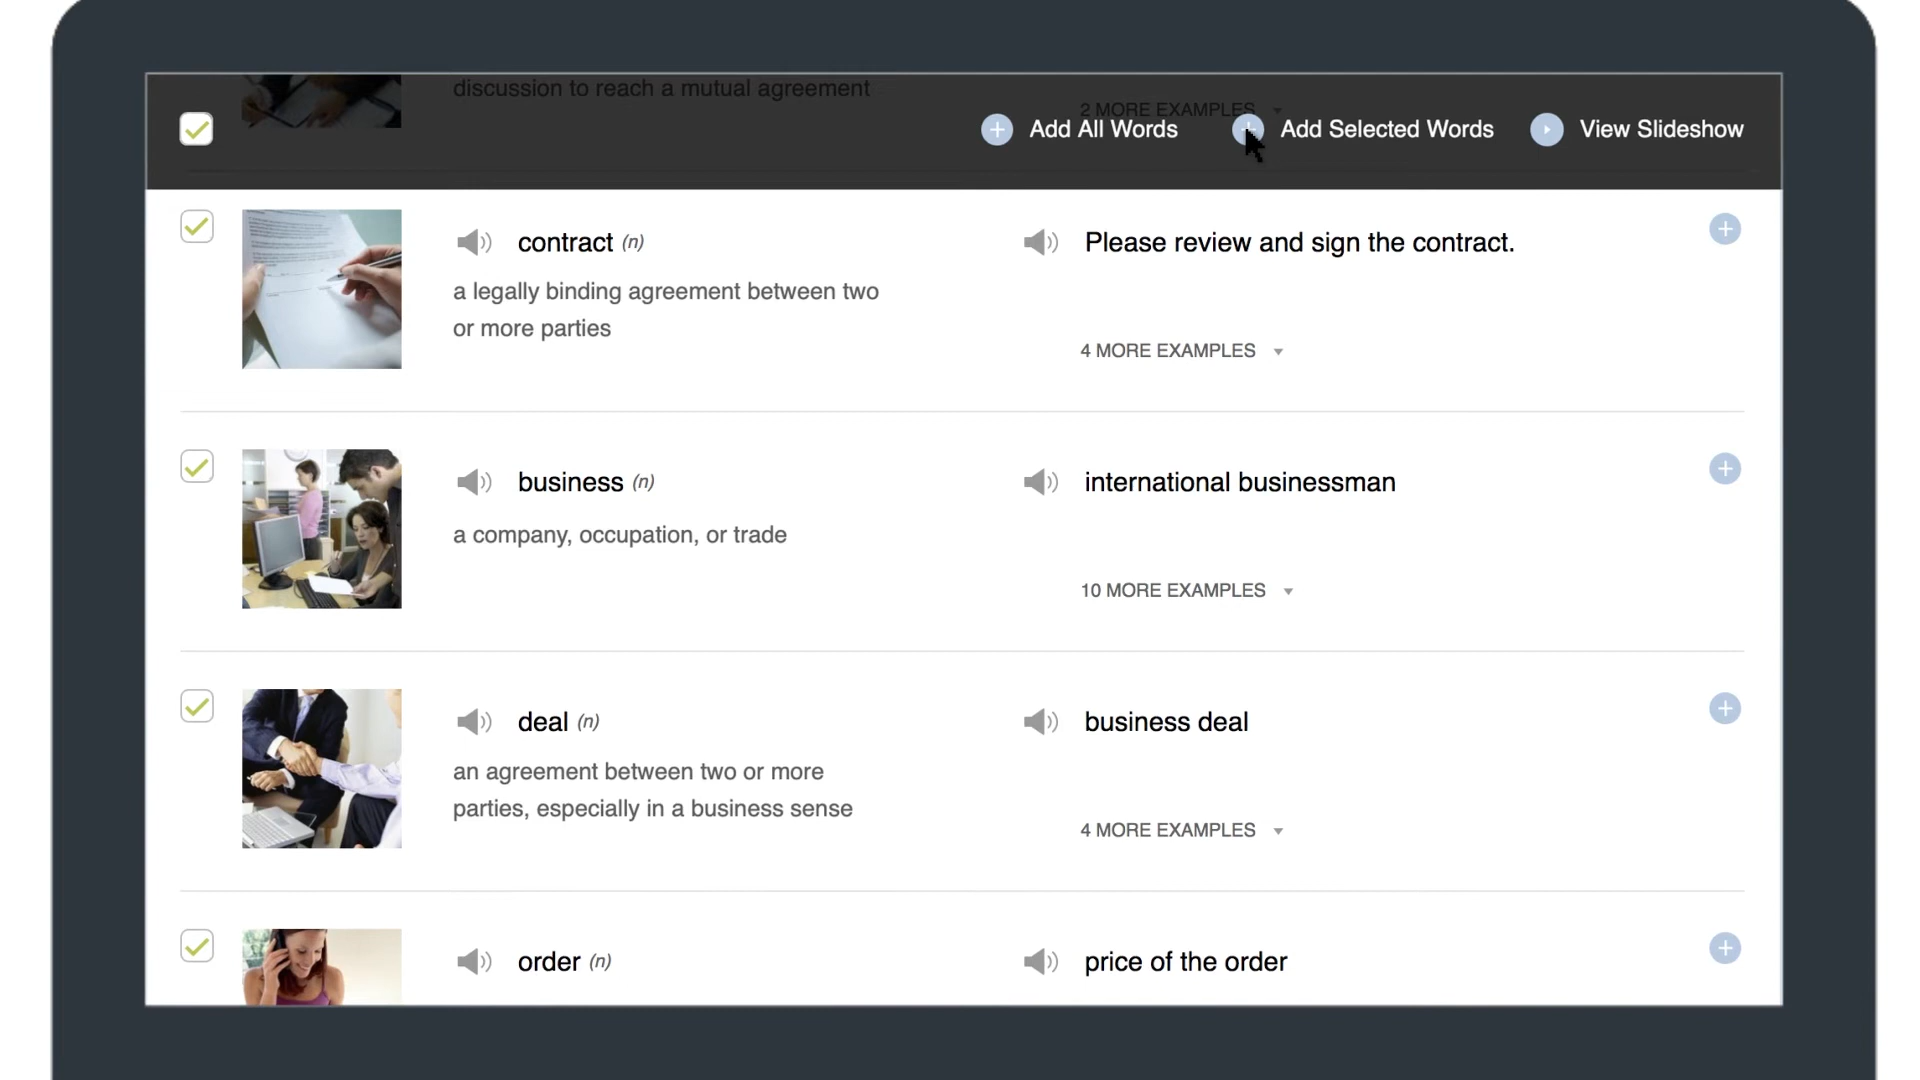 discussion to reach a mutual agreement
2 MORE EXAMPLES
Add All Words
Add Selected Words
View Slideshow
contract (n)
Please review and sign the contract.
a legally binding agreement between two
or more parties
4 MORE EXAMPLES
business (n)
international businessman
a company, occupation, or trade
10 MORE EXAMPLES
deal (n)
business deal
an agreement between two or more
parties, especially in a business sense
4 MORE EXAMPLES
order (n)
price of the order